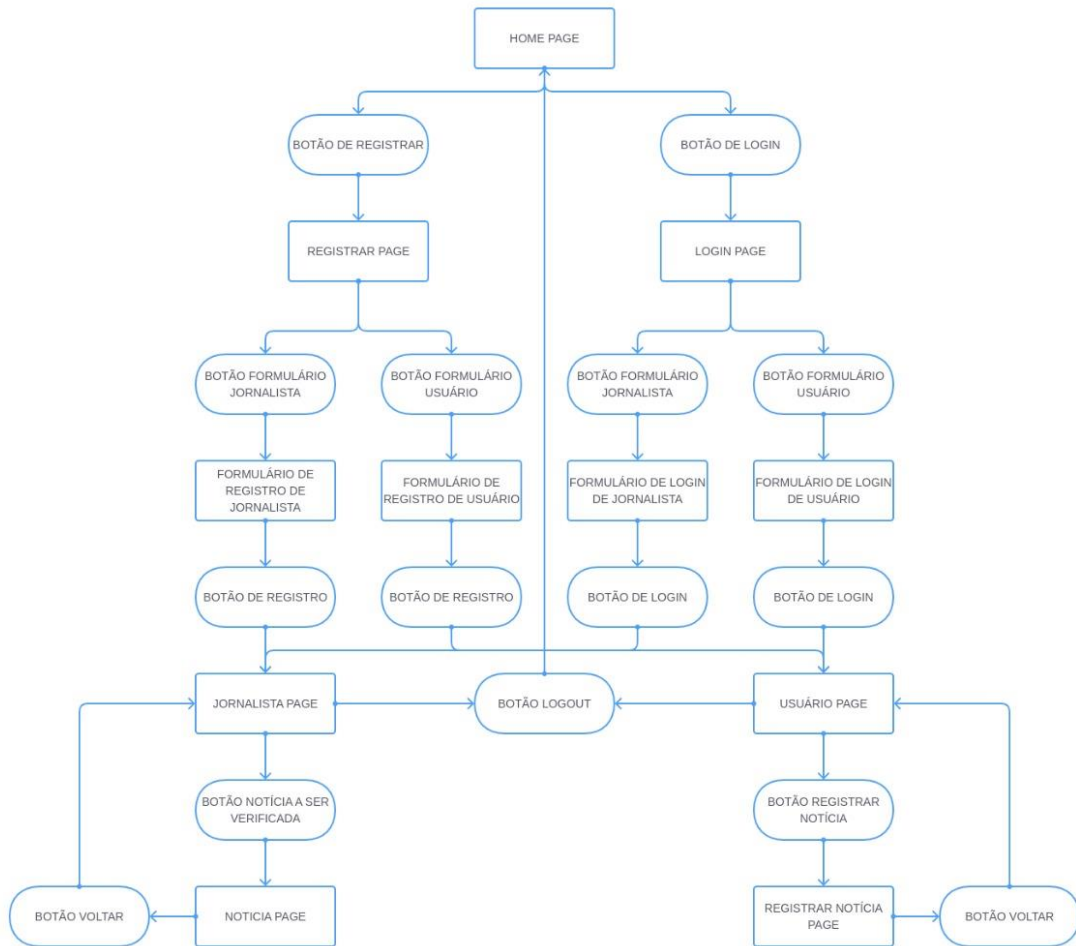 HOME PAGE
BOTÃO DE REGISTRAR
BOTÃO DE LOGIN
REGISTRAR PAGE
LOGIN PAGE
BOTÃO FORMULÁRIO
JORNALISTA
BOTÃO FORMULÁRIO
USUÁRIO
BOTÃO FORMULÁRIO
JORNALISTA
BOTÃO FORMULÁRIO
USUÁRIO
FORMULÁRIO DE
REGISTRO DE
JORNALISTA
FORMULÁRIO DE
REGISTRO DE USUÁRIO
FORMULÁRIO DE LOGIN
DE JORNALISTA
FORMULÁRIO DE LOGIN
DE USUÁRIO
BOTÃO DE REGISTRO
BOTÃO DE REGISTRO
BOTÃO DE LOGIN
BOTÃO DE LOGIN
JORNALISTA PAGE
BOTÃO LOGOUT
USUÁRIO PAGE
BOTÃO NOTÍCIA A SER
VERIFICADA
BOTÃO REGISTRAR
NOTÍCIA
BOTÃO VOLTAR
NOTICIA PAGE
REGISTRAR NOTÍCIA
PAGE
BOTÃO VOLTAR